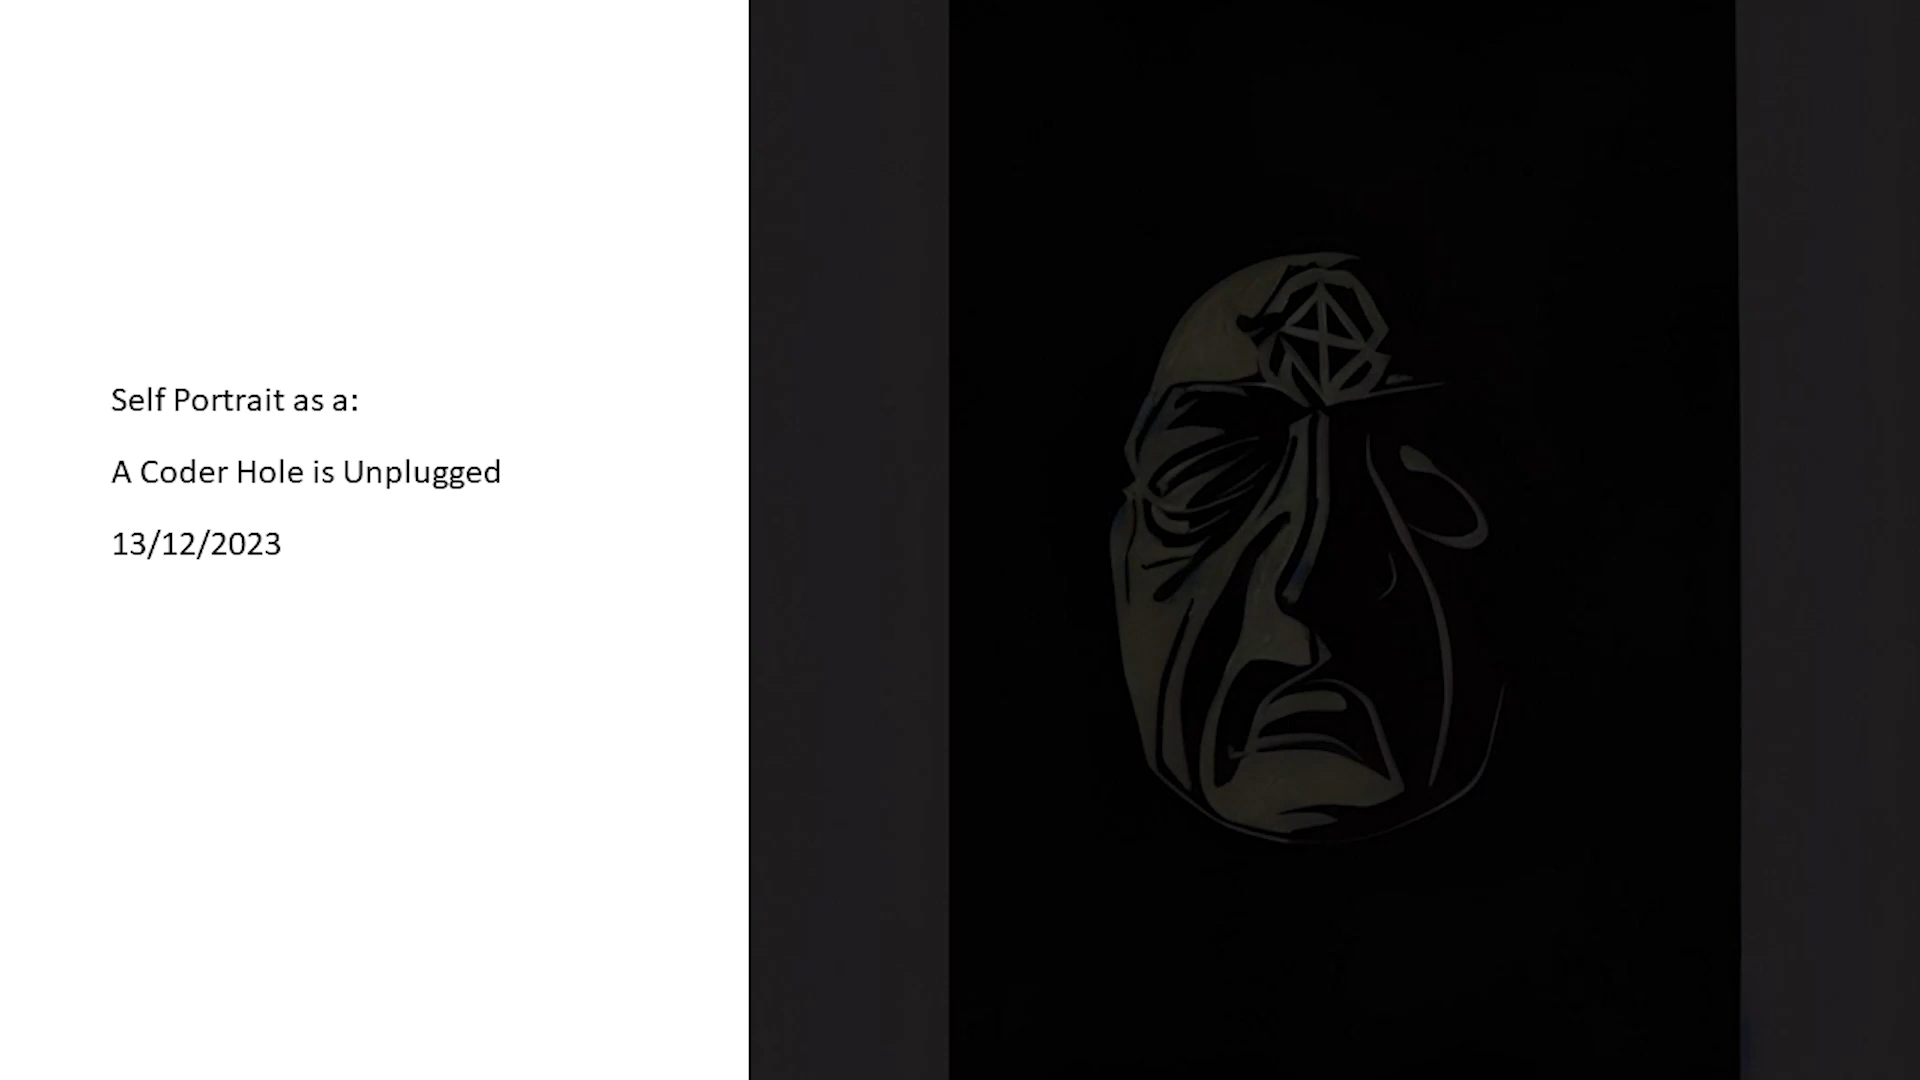 Self Portrait as a:
A Coder Hole is Unplugged
13/12/2023